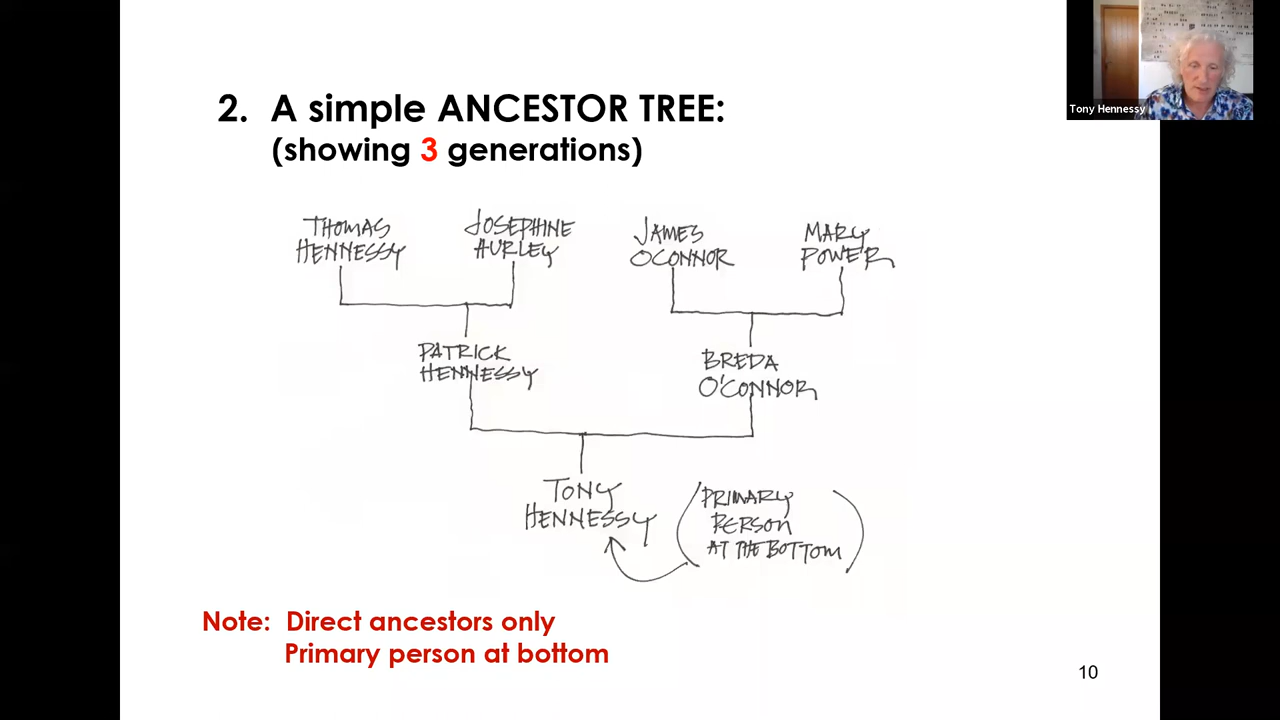 2. A simple ANCESTOR TREE:
(showing 3 generations)
THOMAS
HENNESSY
JOSEPHINE
HURLEY
JAMES
OCONNOR
MARY
POWER
PATRICK
HENNESSY
BREDA
O'CONNOR
TONY
HENNESSY
(PRIMARY
PERSON
AT THE BOTTOM)
Note: Direct ancestors only
Primary person at bottom
10
Tony Hennessy